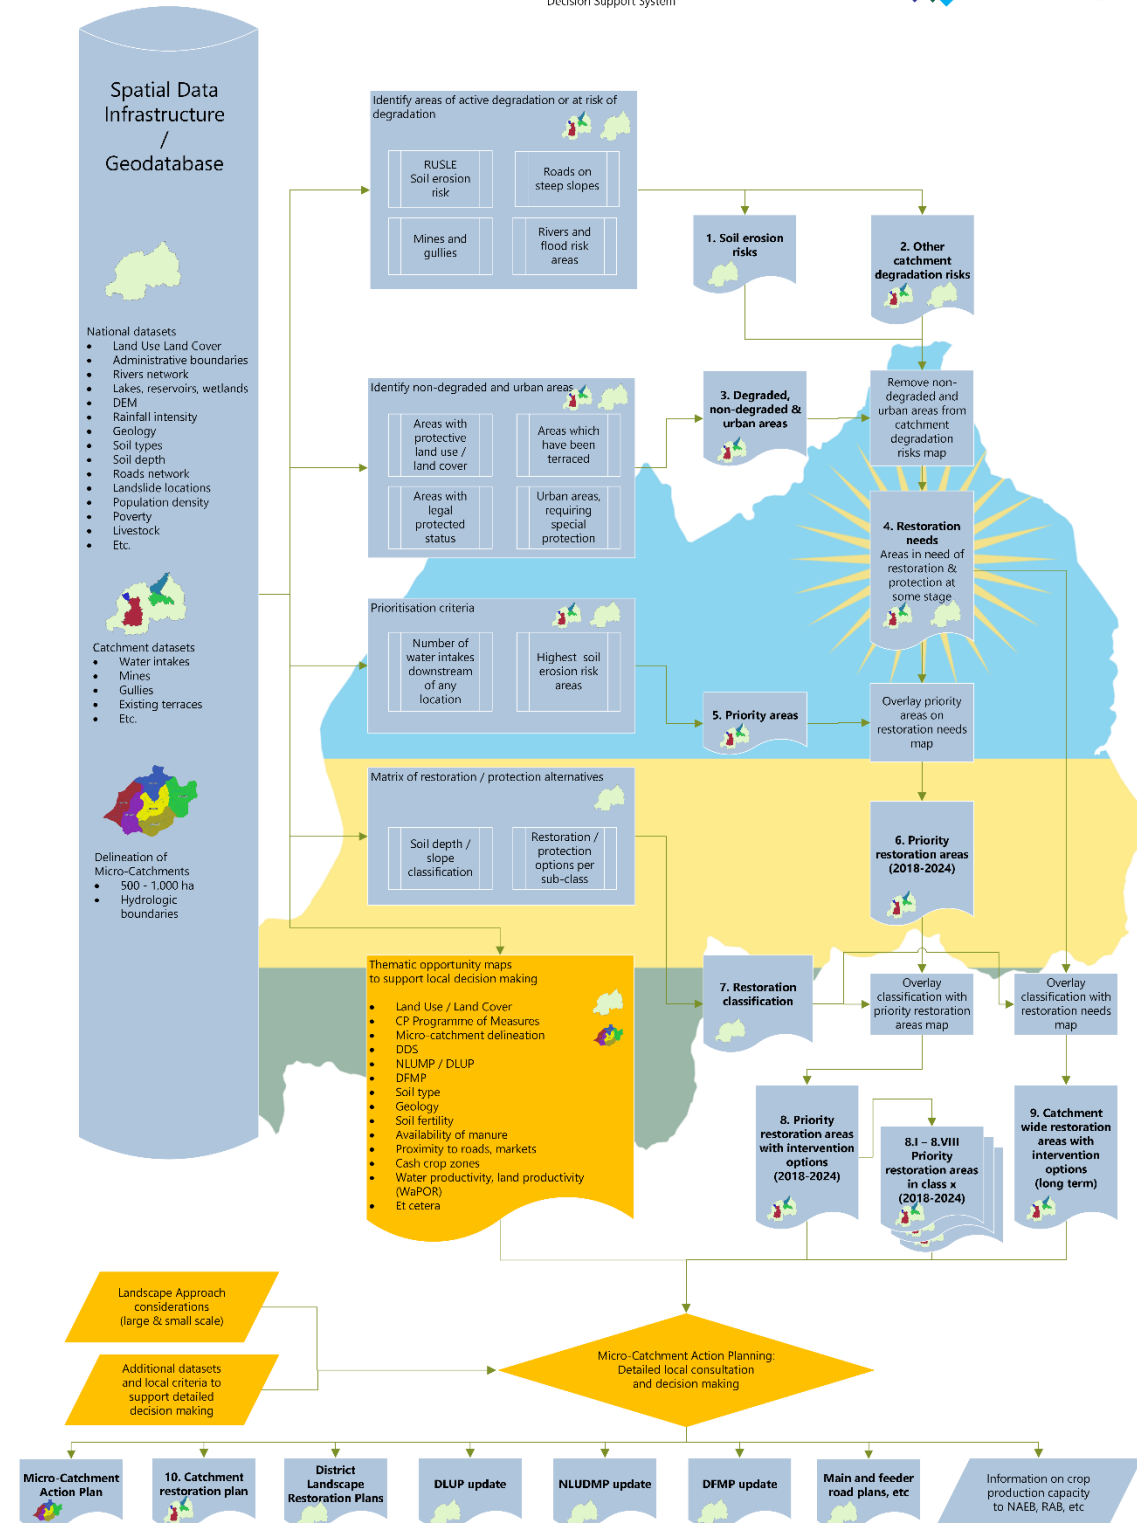 Decision Support System
Spatial Data
Infrastructure
/
Geodatabase
National datasets
• Land Use Land Cover
• Administrative boundaries
• Rivers network
• Lakes, reservoirs, wetlands
• DEM
• Rainfall intensity
• Geology
• Soil types
• Soil depth
• Roads network
• Landslide locations
• Population density
• Poverty
• Livestock
• Etc.
Catchment datasets
• Water intakes
• Mines
• Gullies
• Existing terraces
• Etc.
Delineation of
Micro-Catchments
• 500 - 1.000 ha
• Hydrologic
boundaries
Identify areas of active degradation or at risk of
degradation
RUSLE
Soil erosion
risk
Roads on
steep slopes
Mines and
gullies
Rivers and
flood risk
areas
1. Soil erosion
risks
2. Other
catchment
degradation risks
Identify non-degraded and urban areas
Areas with
protective
land use /
land cover
Areas which
have been
terraced
Areas with
legal
protected
status
Urban areas,
requiring
special
protection
3. Degraded,
non-degraded &
urban areas
Remove non-
degraded and
urban areas from
catchment
degradation
risks map
4. Restoration
needs
Areas in need of
restoration &
protection at
some stage
Prioritisation criteria
Number of
water intakes
downstream
of any
location
Highest soil
erosion risk
areas
5. Priority areas
Overlay priority
areas on
restoration needs
map
Matrix of restoration / protection alternatives
Soil depth /
slope
classification
Restoration /
protection
options per
sub-class
6. Priority
restoration areas
(2018-2024)
Thematic opportunity maps
to support local decision making
• Land Use / Land Cover
• CP Programme of Measures
• Micro-catchment delineation
• DDS
• NLUMP / DLUP
• DFMP
• Soil type
• Geology
• Soil fertility
• Availability of manure
• Proximity to roads, markets
• Cash crop zones
• Water productivity, land productivity
(WaPOR)
• Et cetera
7. Restoration
classification
Overlay
classification with
priority restoration
areas map
Overlay
classification with
restoration needs
map
8. Priority
restoration areas
with intervention
options
(2018-2024)
8.I – 8.VIII
Priority
restoration areas
in class x
(2018-2024)
9. Catchment
wide restoration
areas with
intervention
options
(long term)
Landscape Approach
considerations
(large & small scale)
Additional datasets
and local criteria to
support detailed
decision making
Micro-Catchment Action Planning:
Detailed local consultation
and decision making
Micro-Catchment
Action Plan
10. Catchment
restoration plan
District
Landscape
Restoration Plans
DLUP update
NLUDMP update
DFMP update
Main and feeder
road plans, etc
Information on crop
production capacity
to NAEB, RAB, etc